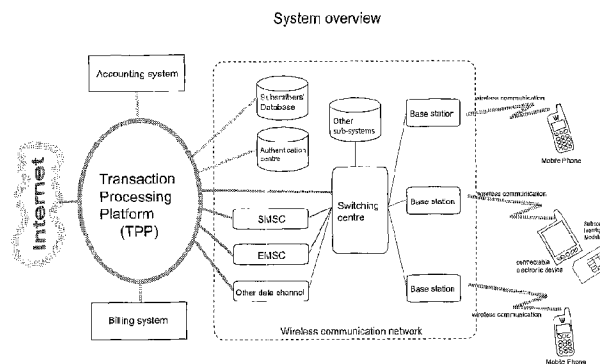 System overview
Accounting system
Internet
Transaction
Processing
Platform
(TPP)
Billing system
Subscribers'
Database
Authentication
centre
Other
sub-systems
SMSC
EMSC
Other data channel
Switching
centre
Wireless communication network
Base station
wireless communication
Mobile Phone
Base station
wireless communication
connectable
electronic device
Base station
wireless communication
Mobile Phone